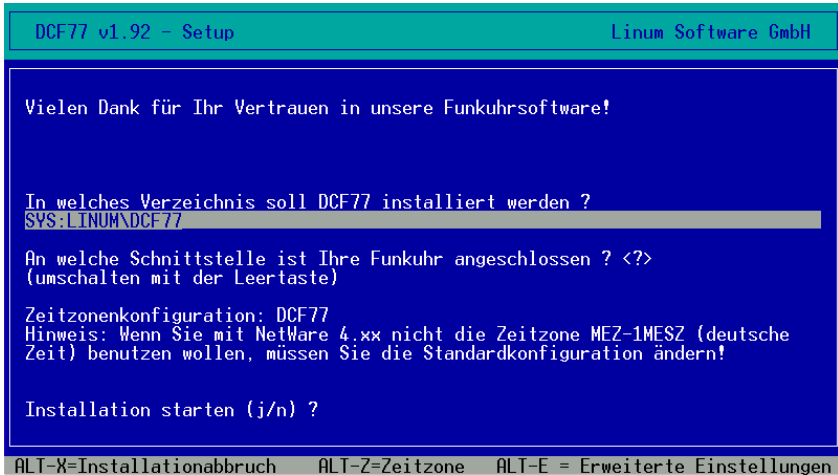 DCF77 v1.92 - Setup Linum Software GmbH
Vielen Dank für Ihr Vertrauen in unsere Funkuhrsoftware!
In welches Verzeichnis soll DCF77 installiert werden ?
SYS:LINUM\DCF77
An welche Schnittstelle ist Ihre Funkuhr angeschlossen ? <?>
(umschalten mit der Leertaste)
Zeitzonenkonfiguration: DCF77
Hinweis: Wenn Sie mit NetWare 4.xx nicht die Zeitzone MEZ-1MESZ (deutsche
Zeit) benutzen wollen, müssen Sie die Standardkonfiguration ändern!
Installation starten (j/n) ?
ALT-X=Installationabbruch ALT-Z=Zeitzone ALT-E = Erweiterte Einstellungen